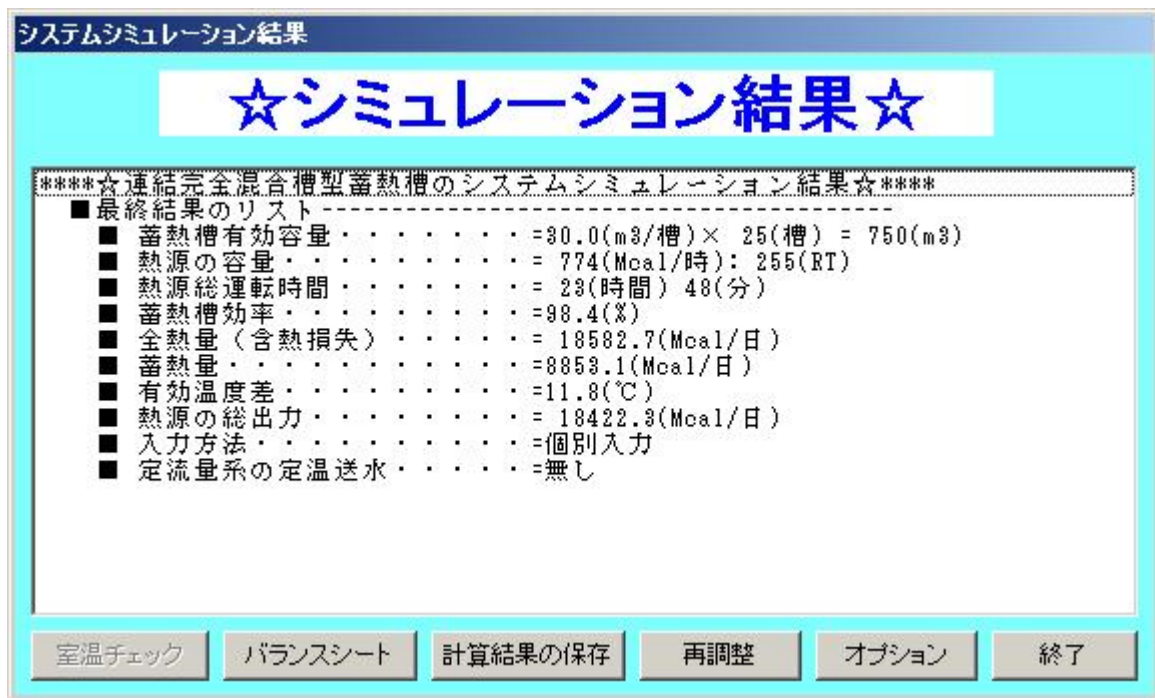 システムシミュレーション結果
☆シミュレーション結果☆
****☆連結完全混合槽型蓄熱槽のシステムシミュレーション結果☆****
■最終結果のリスト-----------------------------------------
■ 蓄熱槽有効容量・・・・・・・=30.0(m3/槽)× 25(槽) = 750(m3)
■ 熱源の容量・・・・・・・・・= 774(Mcal/時): 255(RT)
■ 熱源総運転時間・・・・・・・= 23(時間) 48(分)
■ 蓄熱槽効率・・・・・・・・・=98.4(%)
■ 全熱量(含熱損失)・・・・・= 18582.7(Mcal/日)
■ 蓄熱量・・・・・・・・・・・=8853.1(Mcal/日)
■ 有効温度差・・・・・・・・・=11.8(℃)
■ 熱源の総出力・・・・・・・・= 18422.3(Mcal/日)
■ 入力方法・・・・・・・・・・=個別入力
■ 定流量系の定温送水・・・・・=無し
室温チェック バランスシート 計算結果の保存 再調整 オプション 終了